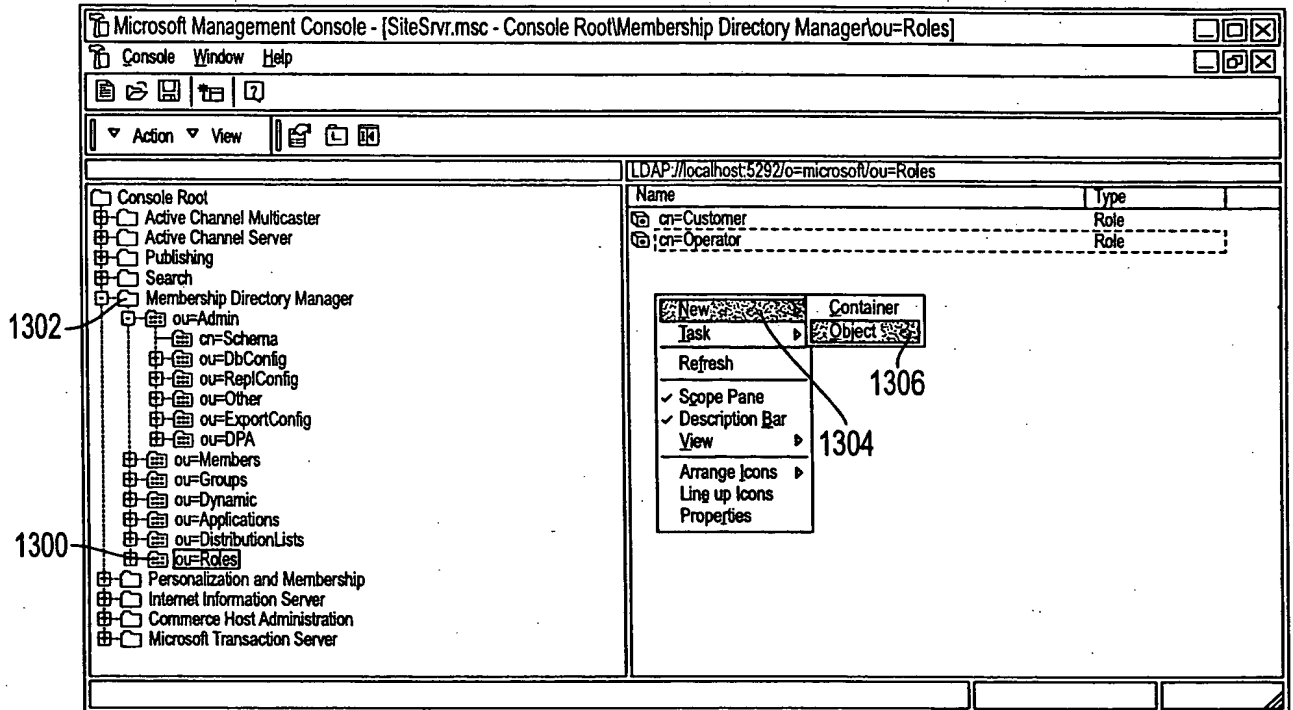 Microsoft Management Console - [SiteSrvr.msc - Console Root\Membership Directory Manager\ou=Roles]
Console Window Help
Action View
LDAP://localhost:5292/o=microsoft/ou=Roles
Console Root
Active Channel Multicaster
Active Channel Server
Publishing
Search
Membership Directory Manager
ou=Admin
cn=Schema
ou=DbConfig
ou=ReplConfig
ou=Other
ou=ExportConfig
ou=DPA
ou=Members
ou=Groups
ou=Dynamic
ou=Applications
ou=DistributionLists
ou=Roles
Personalization and Membership
Internet Information Server
Commerce Host Administration
Microsoft Transaction Server
1302
1300
Name Type
cn=Customer Role
cn=Operator Role
New
Task
Refresh
Scope Pane
Description Bar
View
Arrange Icons
Line up Icons
Properties
Container
Object
1306
1304